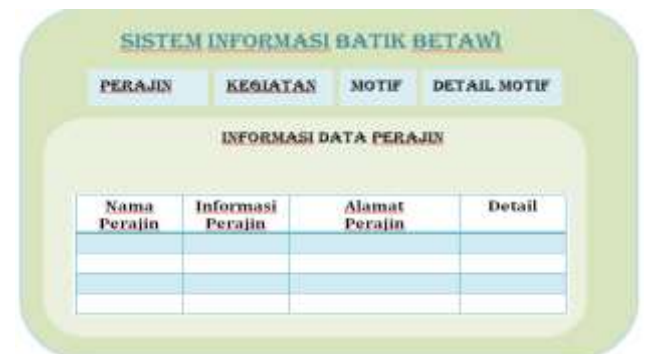 SISTEM INFORMASI BATIK BETAWI
PERAJIN KEGIATAN MOTIF DETAIL MOTIF
INFORMASI DATA PERAJIN
Nama Perajin Informasi Perajin Alamat Perajin Detail